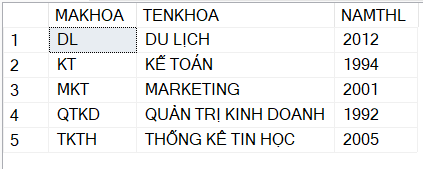 MAKHOA TENKHOA NAMTHL
1 DL DU LỊCH 2012
2 KT KẾ TOÁN 1994
3 MKT MARKETING 2001
4 QTKD QUẢN TRỊ KINH DOANH 1992
5 TKTH THỐNG KÊ TIN HỌC 2005